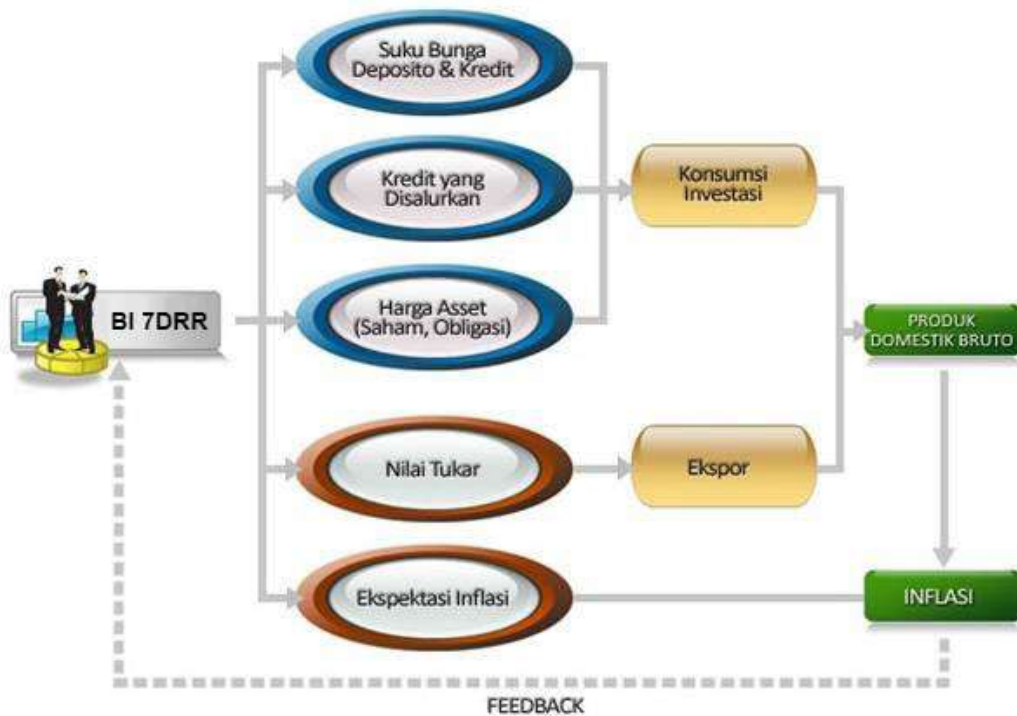 Suku Bunga
Deposito & Kredit
Kredit yang
Disalurkan
Konsumsi
Investasi
BI 7DRR
Harga Asset
(Saham, Obligasi)
PRODUK
DOMESTIK BRUTO
Nilai Tukar
Ekspor
Ekspektasi Inflasi
INFLASI
FEEDBACK